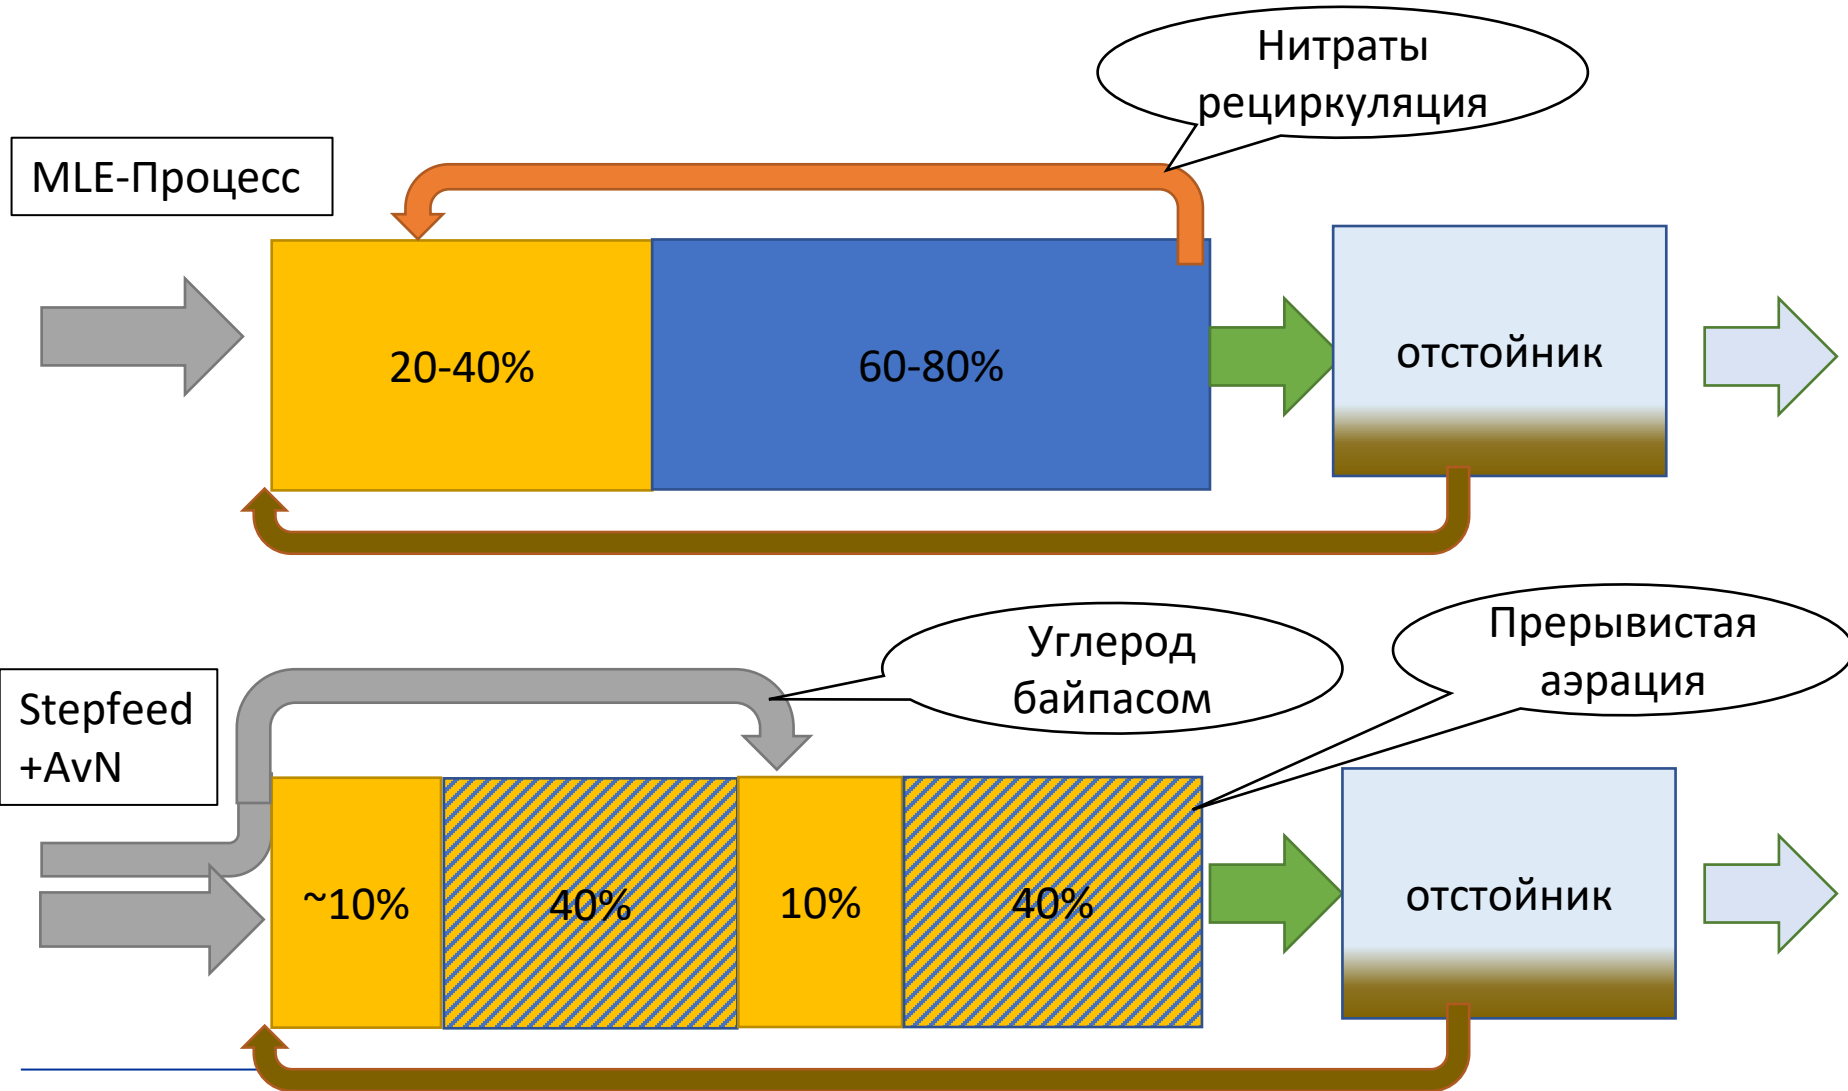 Нитраты
рециркуляция
MLE-Процесс
20-40%
60-80%
отстойник
Углерод
байпасом
Прерывистая
аэрация
Stepfeed
+AvN
~10%
40%
10%
40%
отстойник